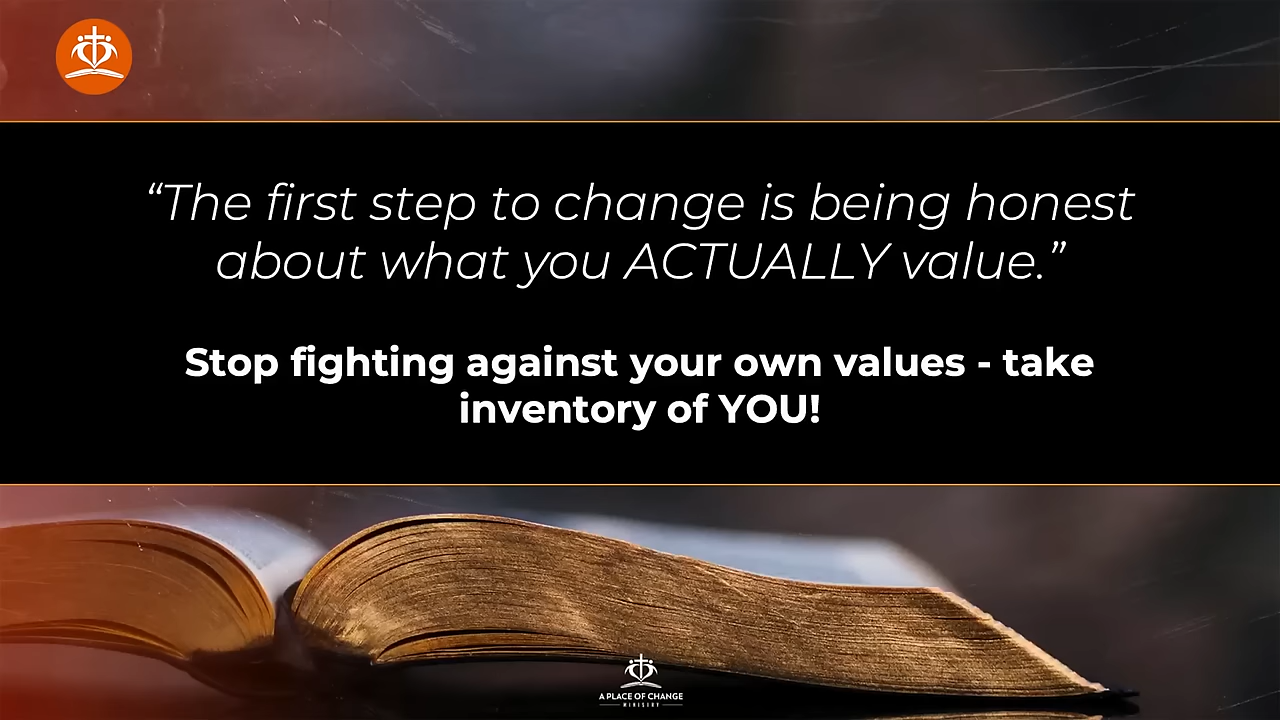 “The first step to change is being honest
about what you ACTUALLY value.”
Stop fighting against your own values - take
inventory of YOU!
A PLACE OF CHANGE
MINISTRY